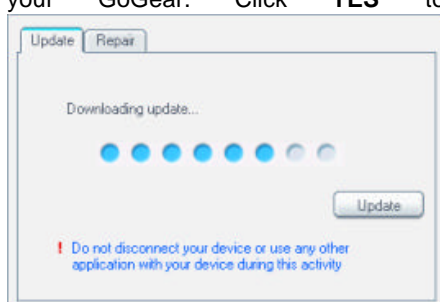 your GoGear. Click YES to
Update Repair
Downloading update...
Update
! Do not disconnect your device or use any other
application with your device during this activity